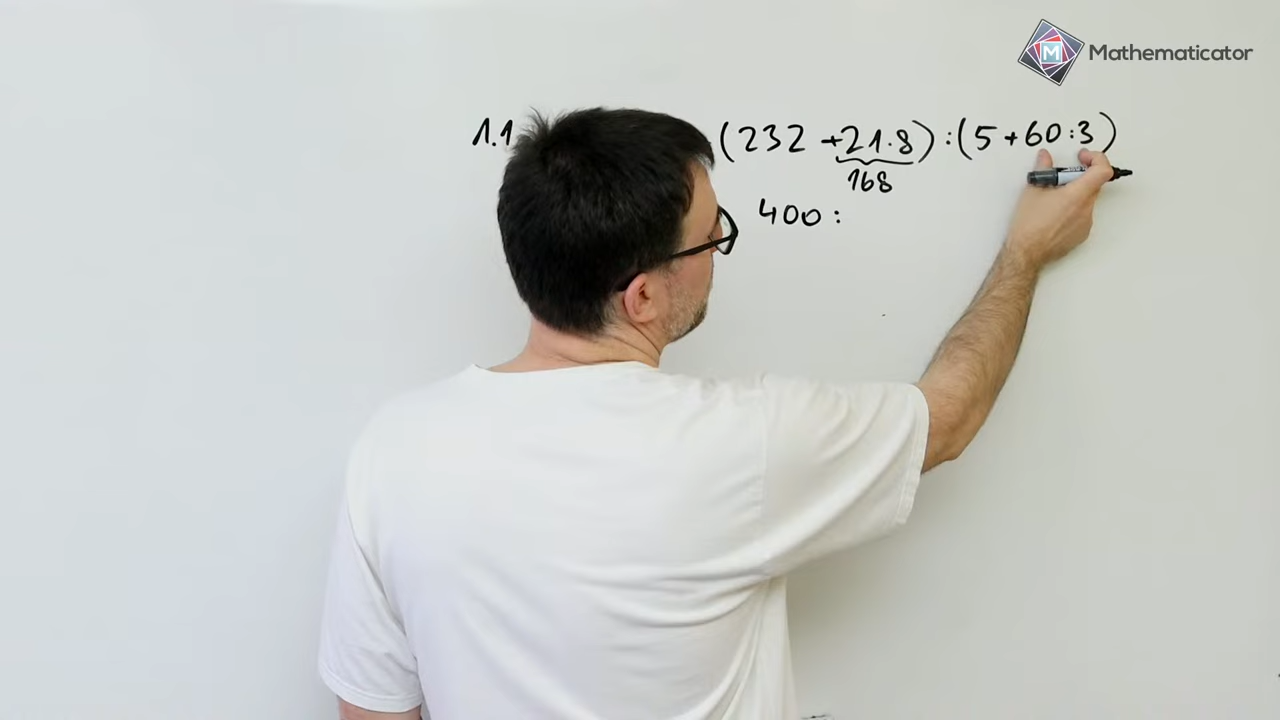 Mathematicator
1.1 (232 + 21·8) : (5 + 60:3)
168
400 :